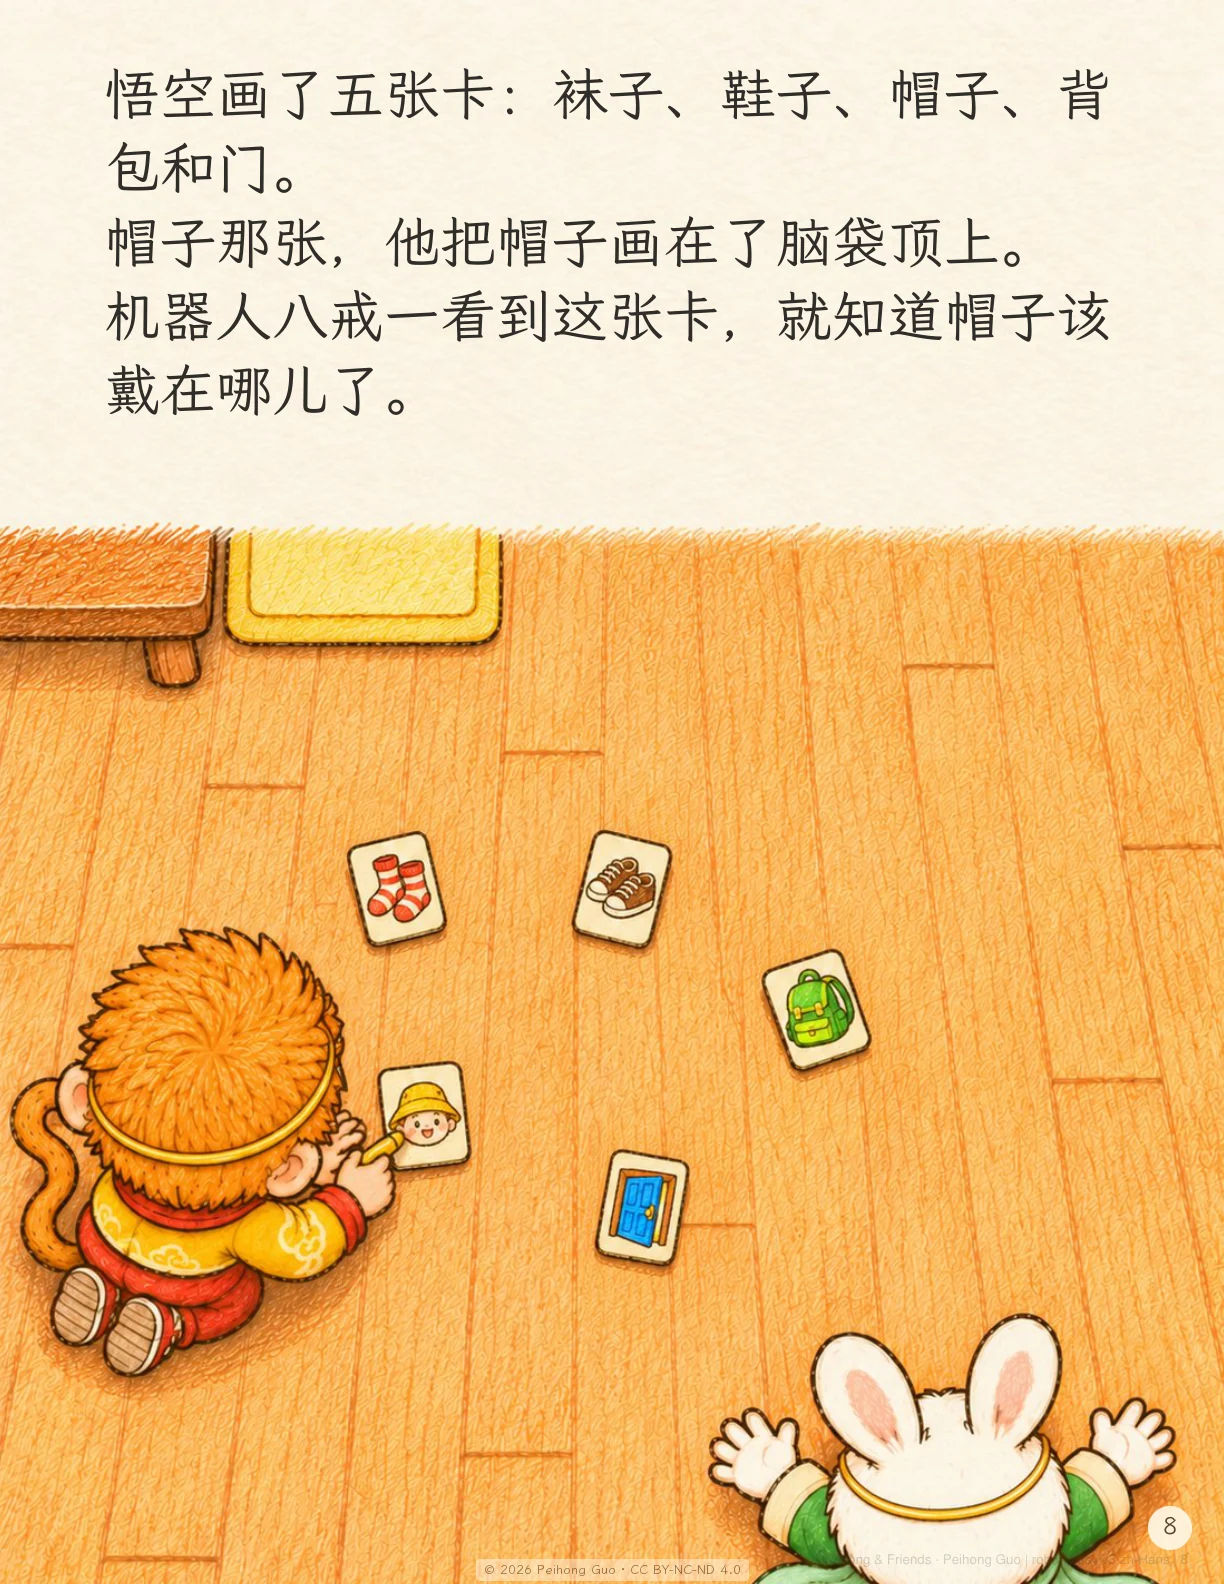 悟空画了五张卡：袜子、鞋子、帽子、背
包和门。
帽子那张，他把帽子画在了脑袋顶上。
机器人八戒一看到这张卡，就知道帽子该
戴在哪儿了。
8
© 2026 Peihong Guo • CC BY-NC-ND 4.0
& Friends · Peihong Guo |